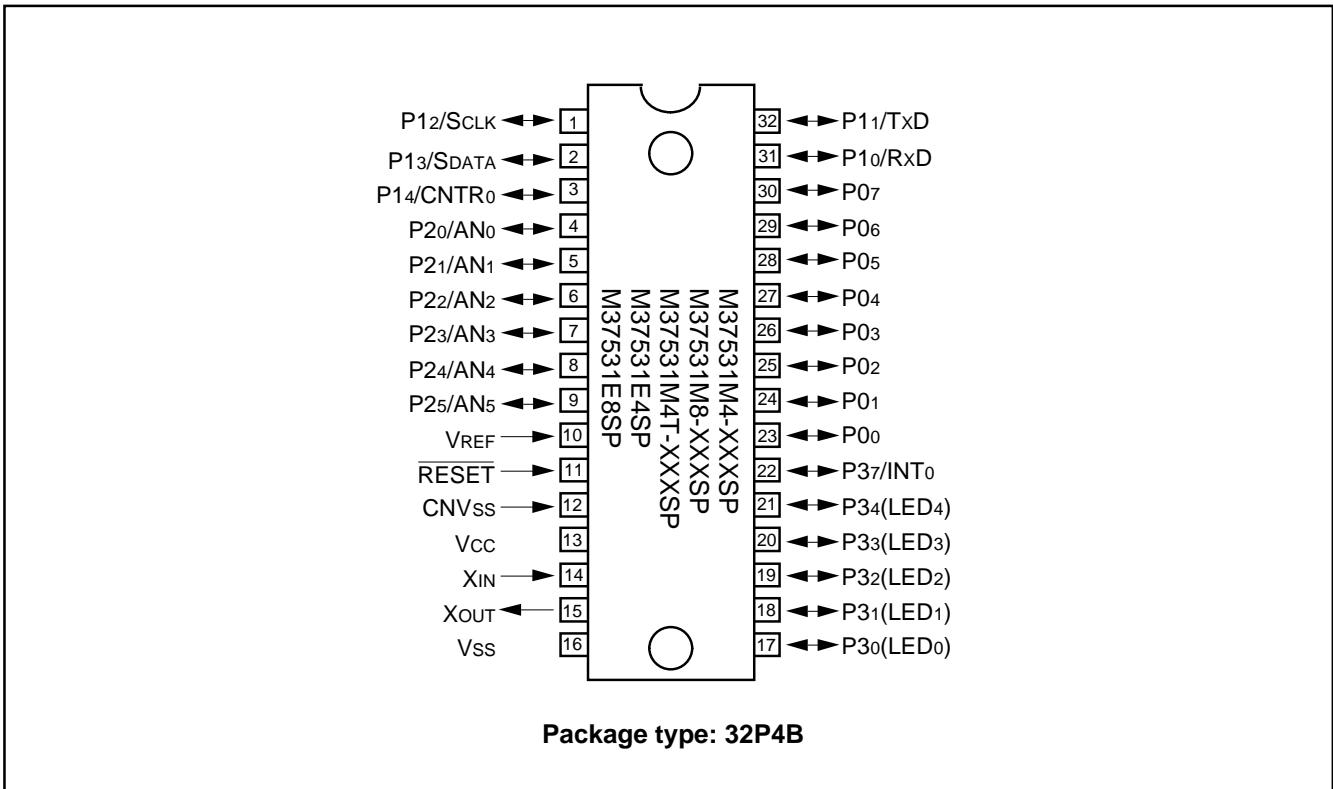 P12/SCLK
P13/SDATA
P14/CNTR0
P20/AN0
P21/AN1
P22/AN2
P23/AN3
P24/AN4
P25/AN5
VREF
RESET
CNVSS
VCC
XIN
XOUT
VSS
1
2
3
4
5
6
7
8
9
10
11
12
13
14
15
16
M37531M4-XXXSP
M37531M8-XXXSP
M37531M4T-XXXSP
M37531E4SP
M37531E8SP
32
31
30
29
28
27
26
25
24
23
22
21
20
19
18
17
P11/TXD
P10/RXD
P07
P06
P05
P04
P03
P02
P01
P00
P37/INT0
P34(LED4)
P33(LED3)
P32(LED2)
P31(LED1)
P30(LED0)
Package type: 32P4B